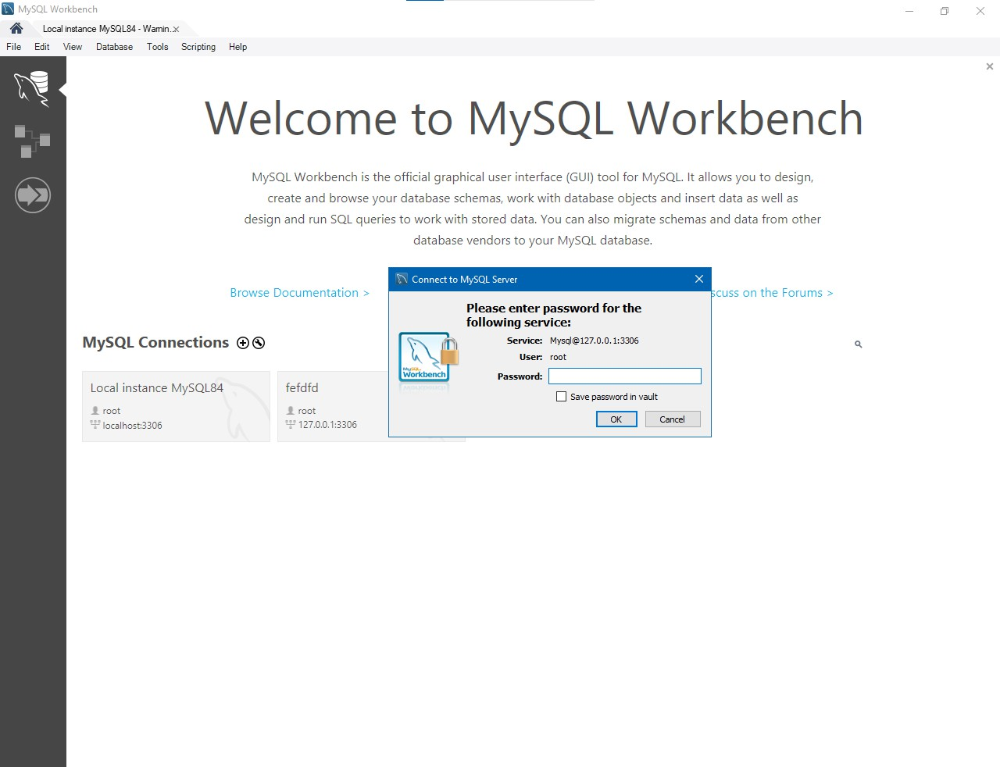 MySQL Workbench
Local instance MySQL84 - Warnin...
File Edit View Database Tools Scripting Help
Welcome to MySQL Workbench
MySQL Workbench is the official graphical user interface (GUI) tool for MySQL. It allows you to design,
create and browse your database schemas, work with database objects and insert data as well as
design and run SQL queries to work with stored data. You can also migrate schemas and data from other
database vendors to your MySQL database.
Browse Documentation >
scuss on the Forums >
MySQL Connections
Local instance MySQL84
root
localhost:3306
fefdfd
root
127.0.0.1:3306
Connect to MySQL Server
Please enter password for the
following service:
MySQL
Workbench
Service: Mysql@127.0.0.1:3306
User: root
Password:
Save password in vault
OK Cancel